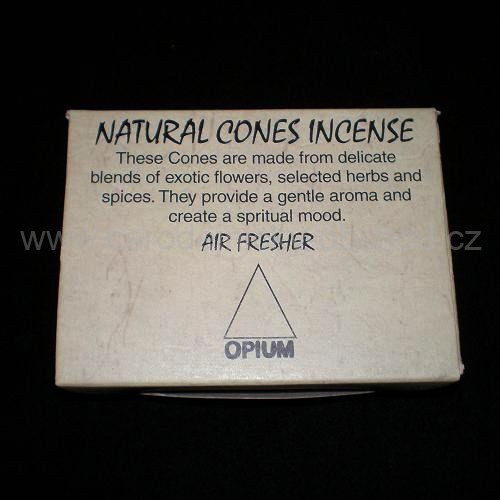 NATURAL CONES INCENSE
These Cones are made from delicate
blends of exotic flowers, selected herbs and
spices. They provide a gentle aroma and
create a spritual mood.
AIR FRESHER
OPIUM